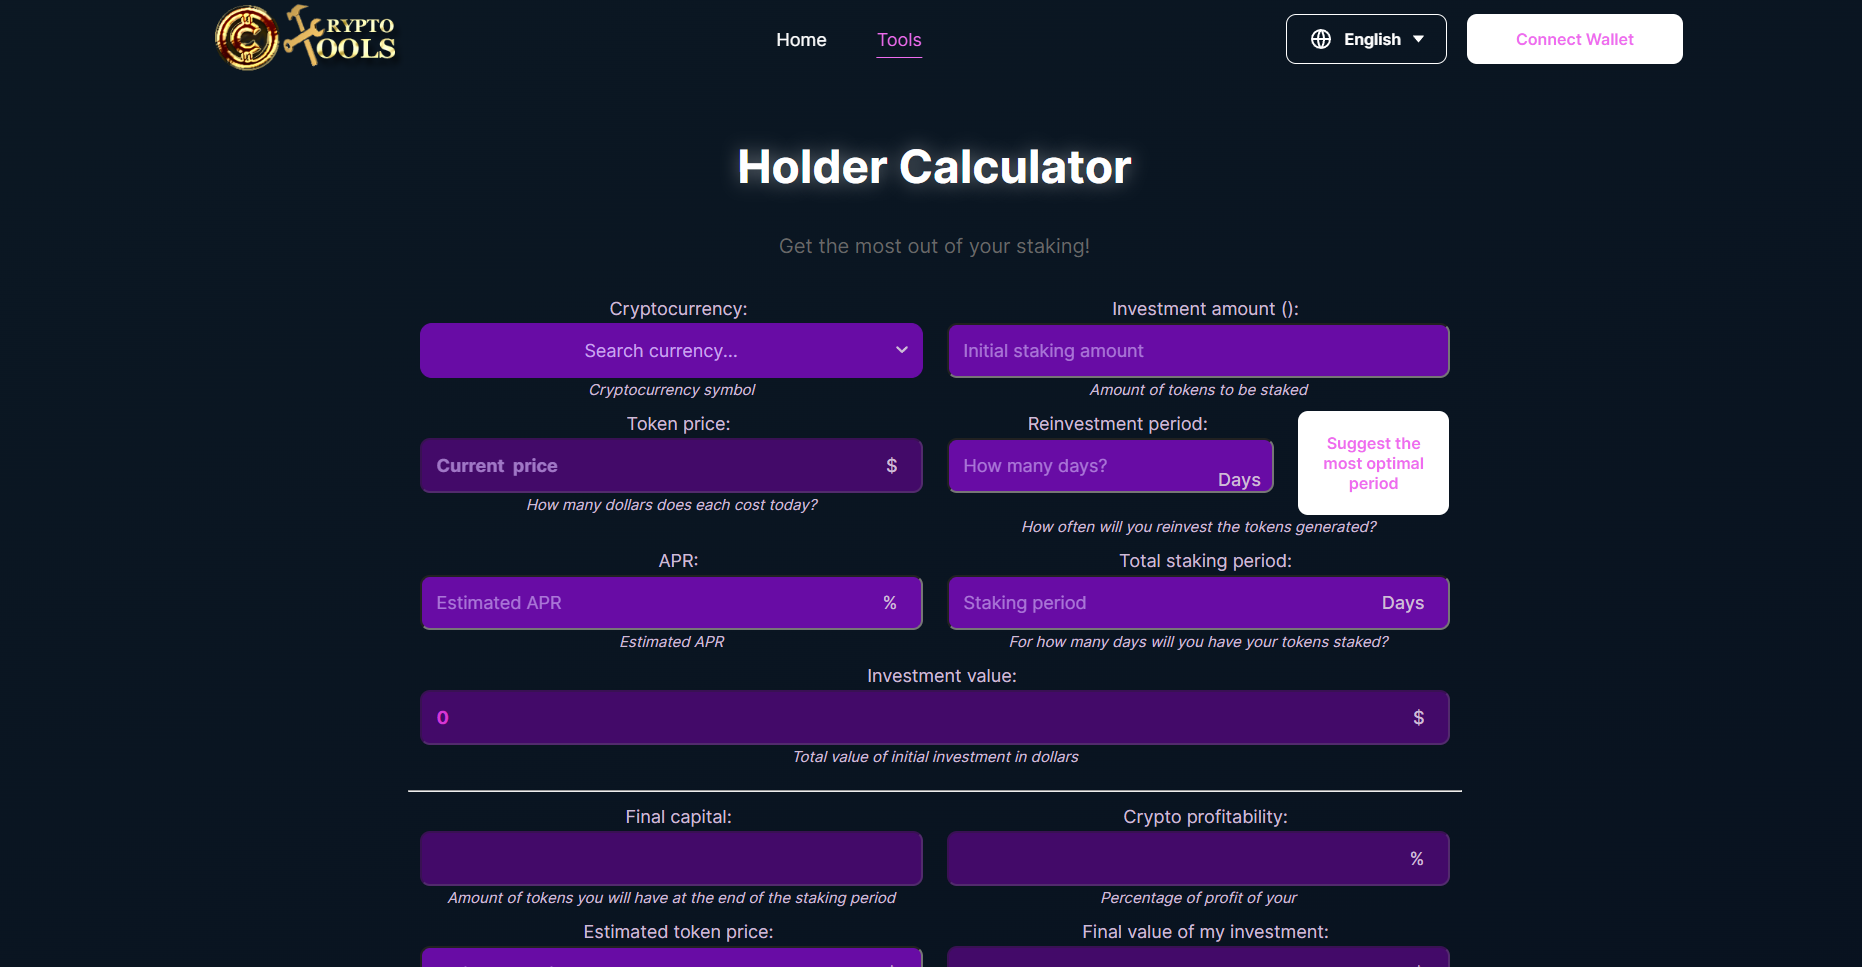 CRYPTO
TOOLS
Home
Tools
English
Connect Wallet
Holder Calculator
Get the most out of your staking!
Cryptocurrency:
Investment amount ():
Search currency...
Initial staking amount
Cryptocurrency symbol
Amount of tokens to be staked
Token price:
Reinvestment period:
Current price
$
How many days?
Days
Suggest the
most optimal
period
How many dollars does each cost today?
How often will you reinvest the tokens generated?
APR:
Total staking period:
Estimated APR
%
Staking period
Days
Estimated APR
For how many days will you have your tokens staked?
Investment value:
0
$
Total value of initial investment in dollars
Final capital:
Crypto profitability:
%
Amount of tokens you will have at the end of the staking period
Percentage of profit of your
Estimated token price:
Final value of my investment: